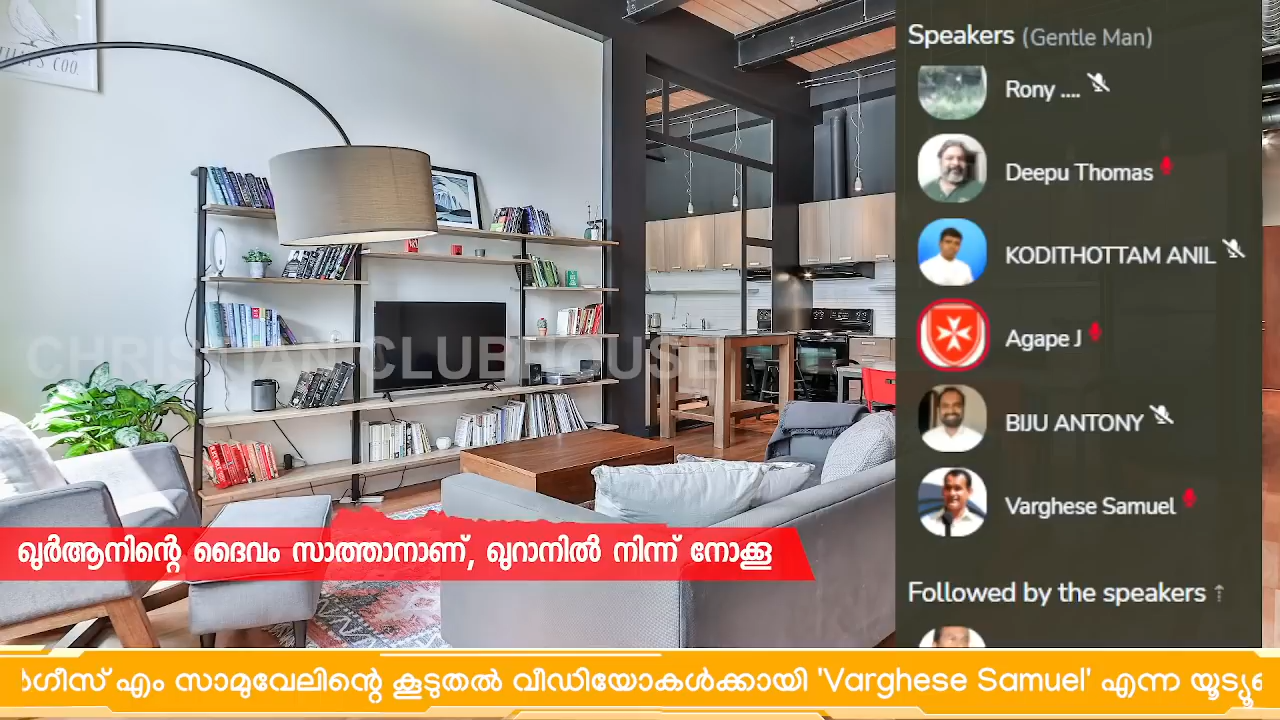 Speakers (Gentle Man)
Rony ....
Deepu Thomas
KODITHOTTAM ANIL
Agape J
BIJU ANTONY
Varghese Samuel
Followed by the speakers ↑
CHRISTIAN CLUBHOUSE
ഖുർആനിന്റെ ദൈവം സാത്താനാണ്, ഖുറാനിൽ നിന്ന് നോക്കൂ
എം സാമുവേലിന്റെ കൂടുതൽ വീഡിയോകൾക്കായി 'Varghese Samuel' എന്ന